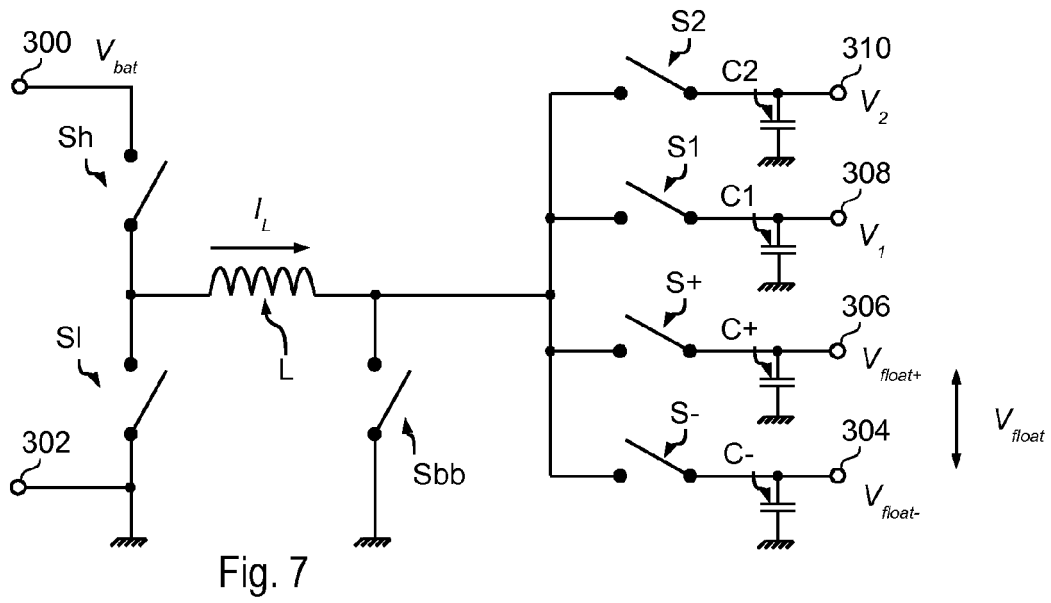 300
V_bat
S2
310
C2
V_2
Sh
S1
308
C1
V_1
I_L
S+
306
C+
V_float+
Sl
L
S-
304
V_float
C-
302
Sbb
V_float-
Fig. 7